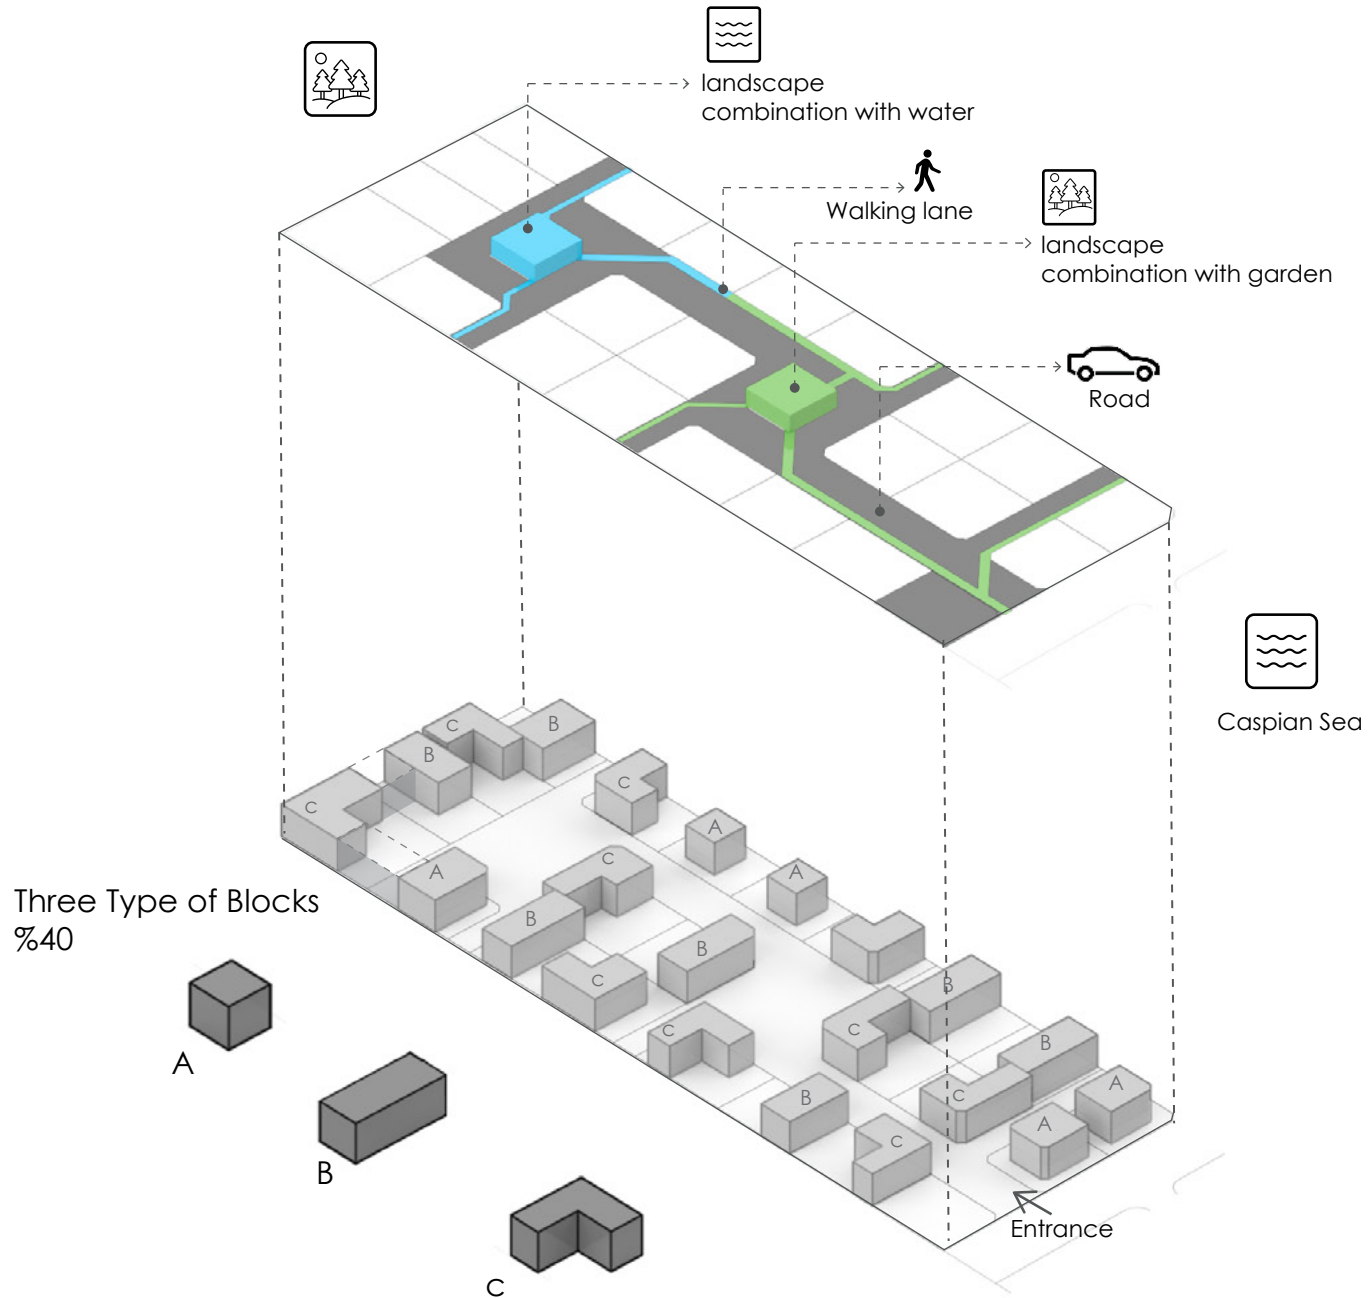 landscape
combination with water
Walking lane
landscape
combination with garden
Road
Caspian Sea
C
B
B
C
C
A
A
C
A
A
B
C
B
B
C
C
B
B
C
A
B
A
C
Entrance
Three Type of Blocks
%40
A
B
C